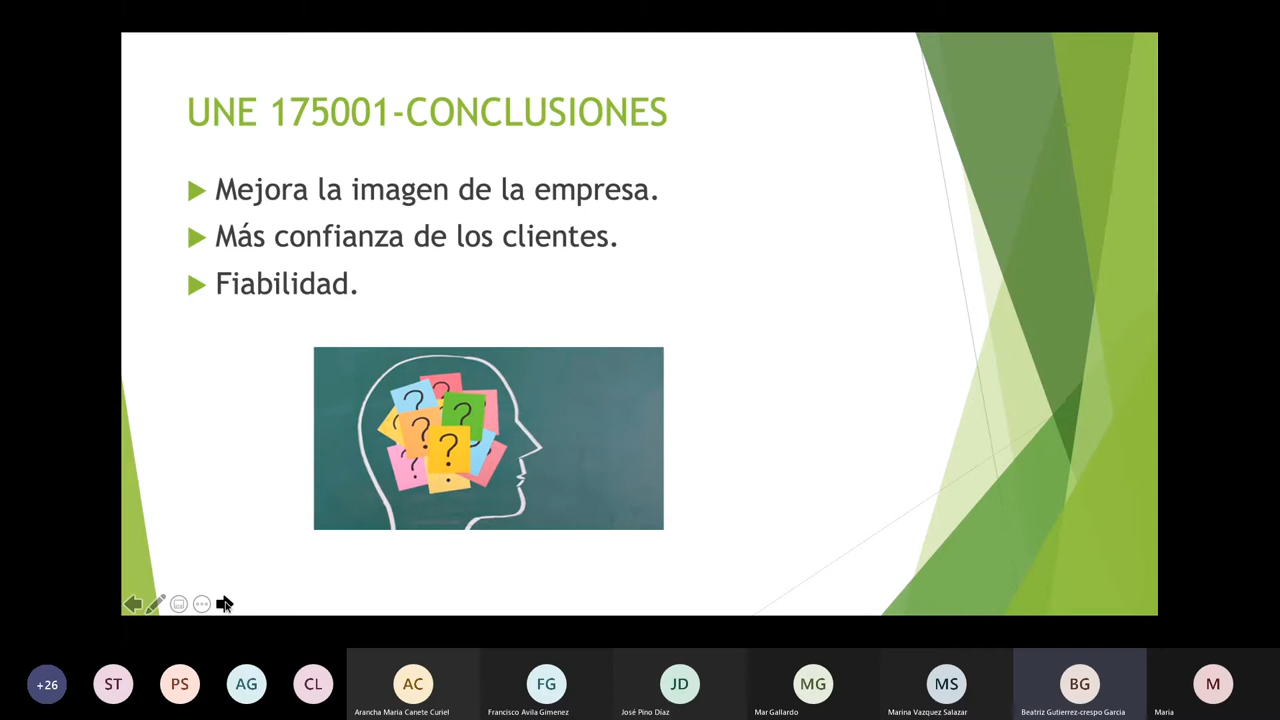 UNE 175001-CONCLUSIONES
Mejora la imagen de la empresa.
Más confianza de los clientes.
Fiabilidad.
? ? ? ? ? ?
+26
ST
PS
AG
CL
AC
FG
JD
MG
MS
BG
M
Arancha Maria Canete Curiel
Francisco Avila Gimenez
José Pino Díaz
Mar Gallardo
Marina Vazquez Salazar
Beatriz Gutierrez-crespo Garcia
Maria